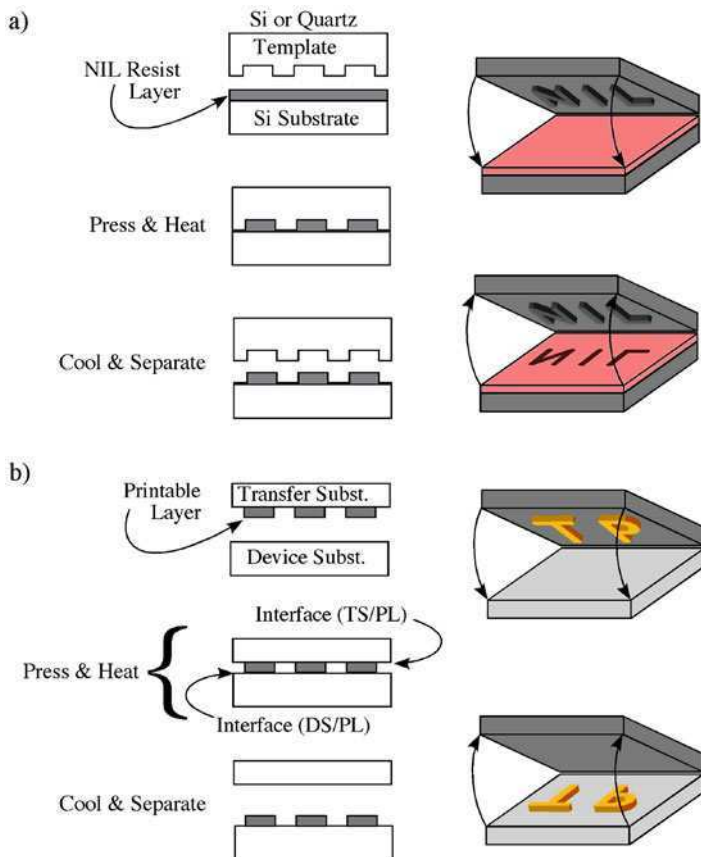 a)
Si or Quartz
Template
NIL Resist
Layer
Si Substrate
Press & Heat
Cool & Separate
NIL
NIL
b)
Printable
Layer
Transfer Subst.
Device Subst.
Interface (TS/PL)
Press & Heat
Interface (DS/PL)
Cool & Separate
TP
TP